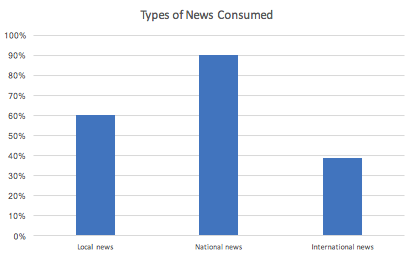 Types of News Consumed
100%
90%
80%
70%
60%
50%
40%
30%
20%
10%
0%
Local news
National news
International news